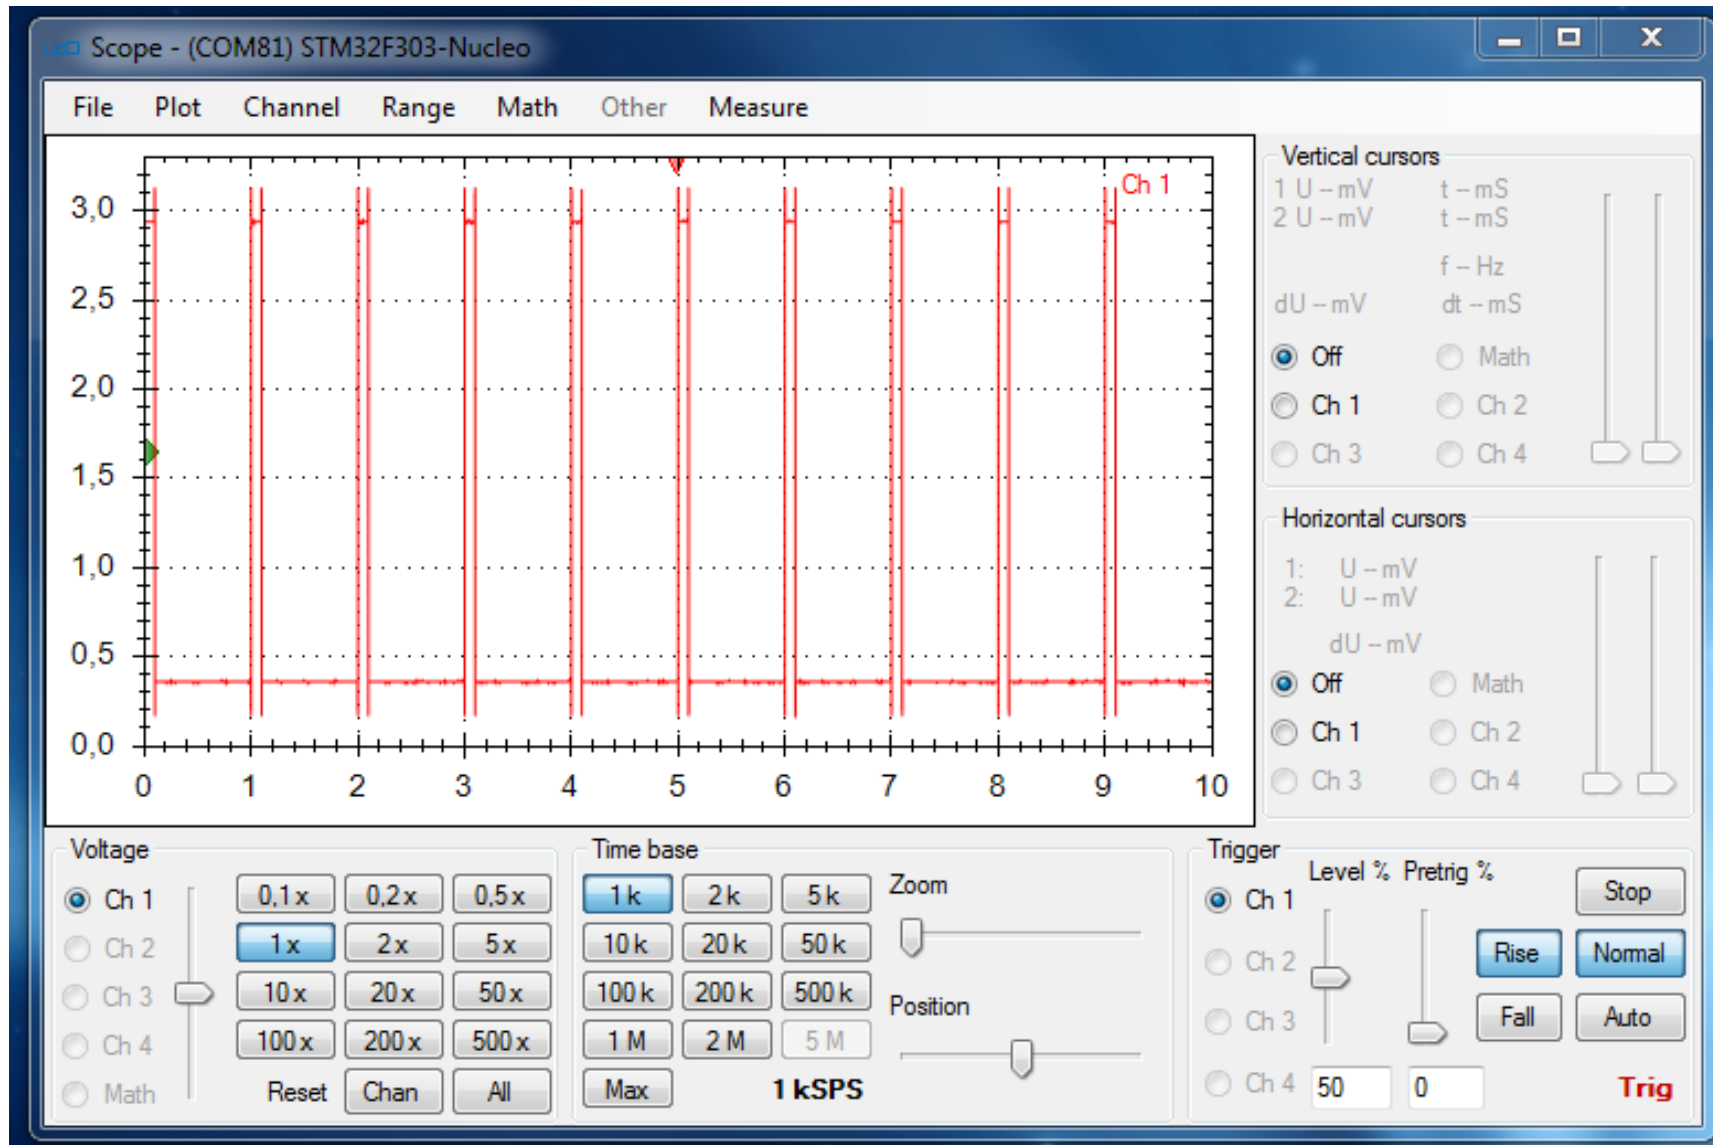 Scope - (COM81) STM32F303-Nucleo
File Plot Channel Range Math Other Measure
3,0
2,5
2,0
1,5
1,0
0,5
0,0
0 1 2 3 4 5 6 7 8 9 10
Ch 1
Vertical cursors
1 U -- mV t -- mS
2 U -- mV t -- mS
f -- Hz
dU -- mV dt -- mS
Off Math
Ch 1 Ch 2
Ch 3 Ch 4
Horizontal cursors
1: U -- mV
2: U -- mV
dU -- mV
Off Math
Ch 1 Ch 2
Ch 3 Ch 4
Voltage
Ch 1 0,1 x 0,2 x 0,5 x
Ch 2 1 x 2 x 5 x
Ch 3 10 x 20 x 50 x
Ch 4 100 x 200 x 500 x
Math Reset Chan All
Time base
1 k 2 k 5 k Zoom
10 k 20 k 50 k
100 k 200 k 500 k Position
1 M 2 M 5 M
Max 1 kSPS
Trigger
Level % Pretrig %
Ch 1 Stop
Ch 2 Rise Normal
Ch 3 Fall Auto
Ch 4 50 0 Trig